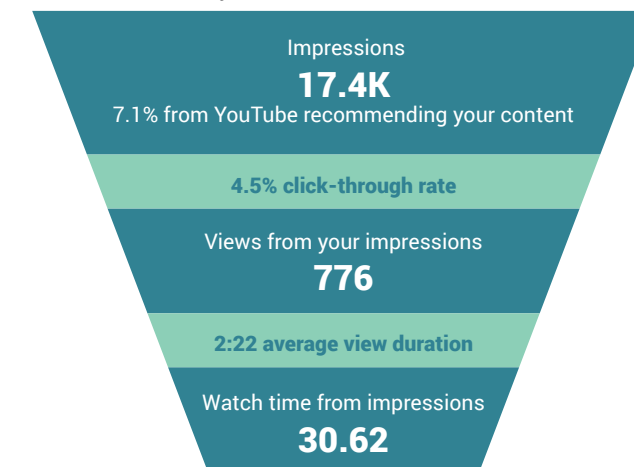 Impressions
17.4K
7.1% from YouTube recommending your content
4.5% click-through rate
Views from your impressions
776
2:22 average view duration
Watch time from impressions
30.62